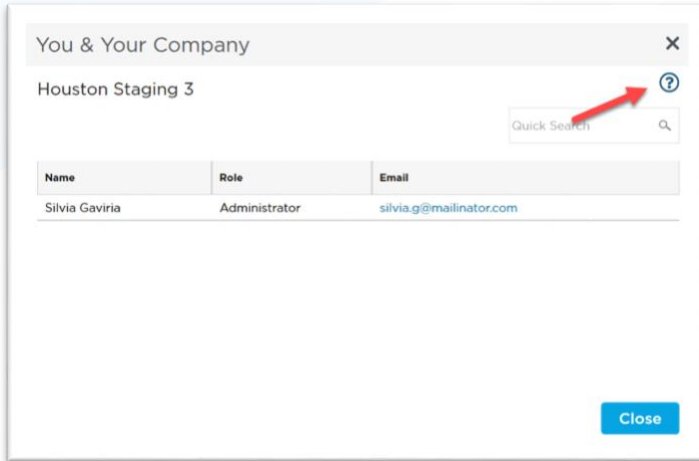 You & Your Company
Houston Staging 3
Quick Search
Name Role Email
Silvia Gaviria Administrator silvia.g@mailinator.com
Close